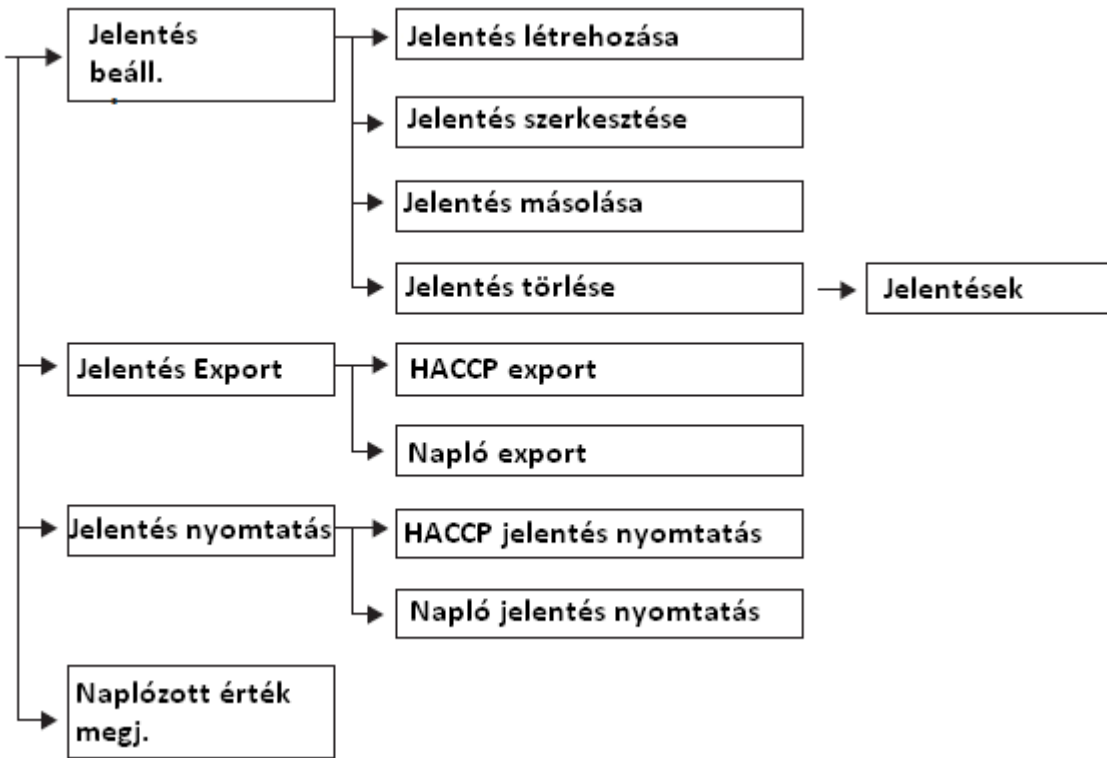 Jelentés
beáll.
Jelentés létrehozása
Jelentés szerkesztése
Jelentés másolása
Jelentés törlése
Jelentések
Jelentés Export
HACCP export
Napló export
Jelentés nyomtatás
HACCP jelentés nyomtatás
Napló jelentés nyomtatás
Naplózott érték
megj.